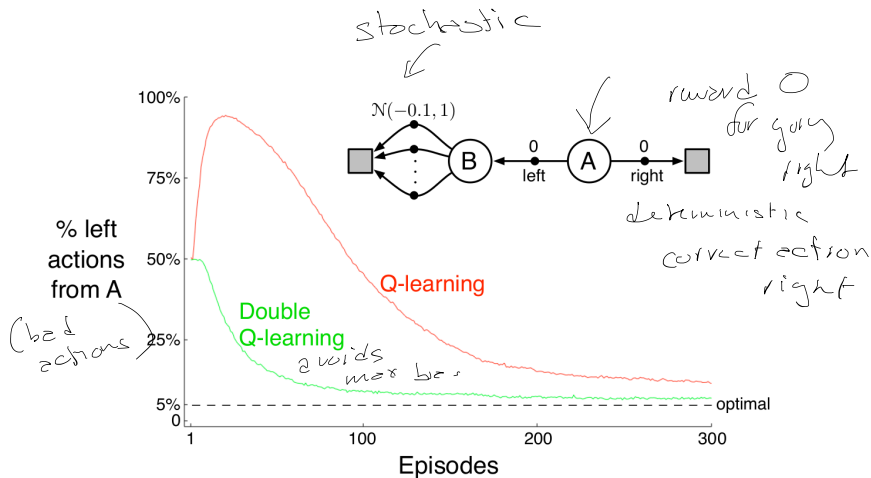 stochastic
100%
N(−0.1, 1)
reward 0
for going
right
B
0
left
A
0
right
deterministic
correct action
right
75%
% left
actions
from A
(bad
actions)
50%
Q-learning
Double
Q-learning
25%
avoids
max bias
5%
0
optimal
1
100
200
300
Episodes